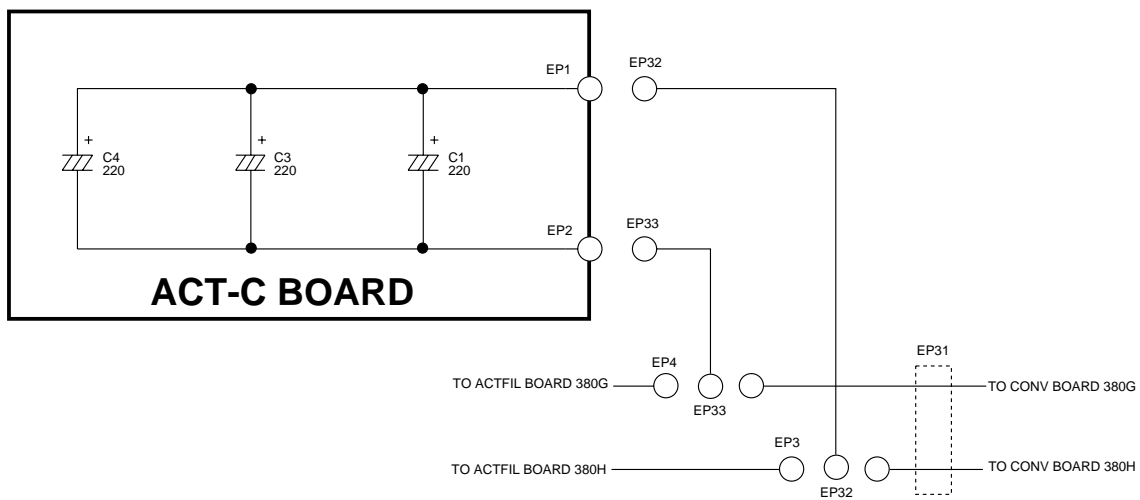 EP1
EP32
+
C4
220
+
C3
220
+
C1
220
EP2
EP33
ACT-C BOARD
EP31
EP4
TO ACTFIL BOARD 380G
TO CONV BOARD 380G
EP33
EP3
TO ACTFIL BOARD 380H
TO CONV BOARD 380H
EP32